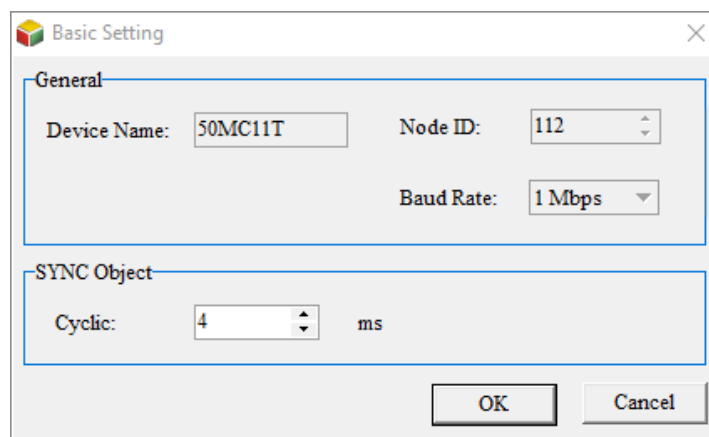 Basic Setting
General
Device Name: 50MC11T Node ID: 112
Baud Rate: 1 Mbps
SYNC Object
Cyclic: 4 ms
OK Cancel